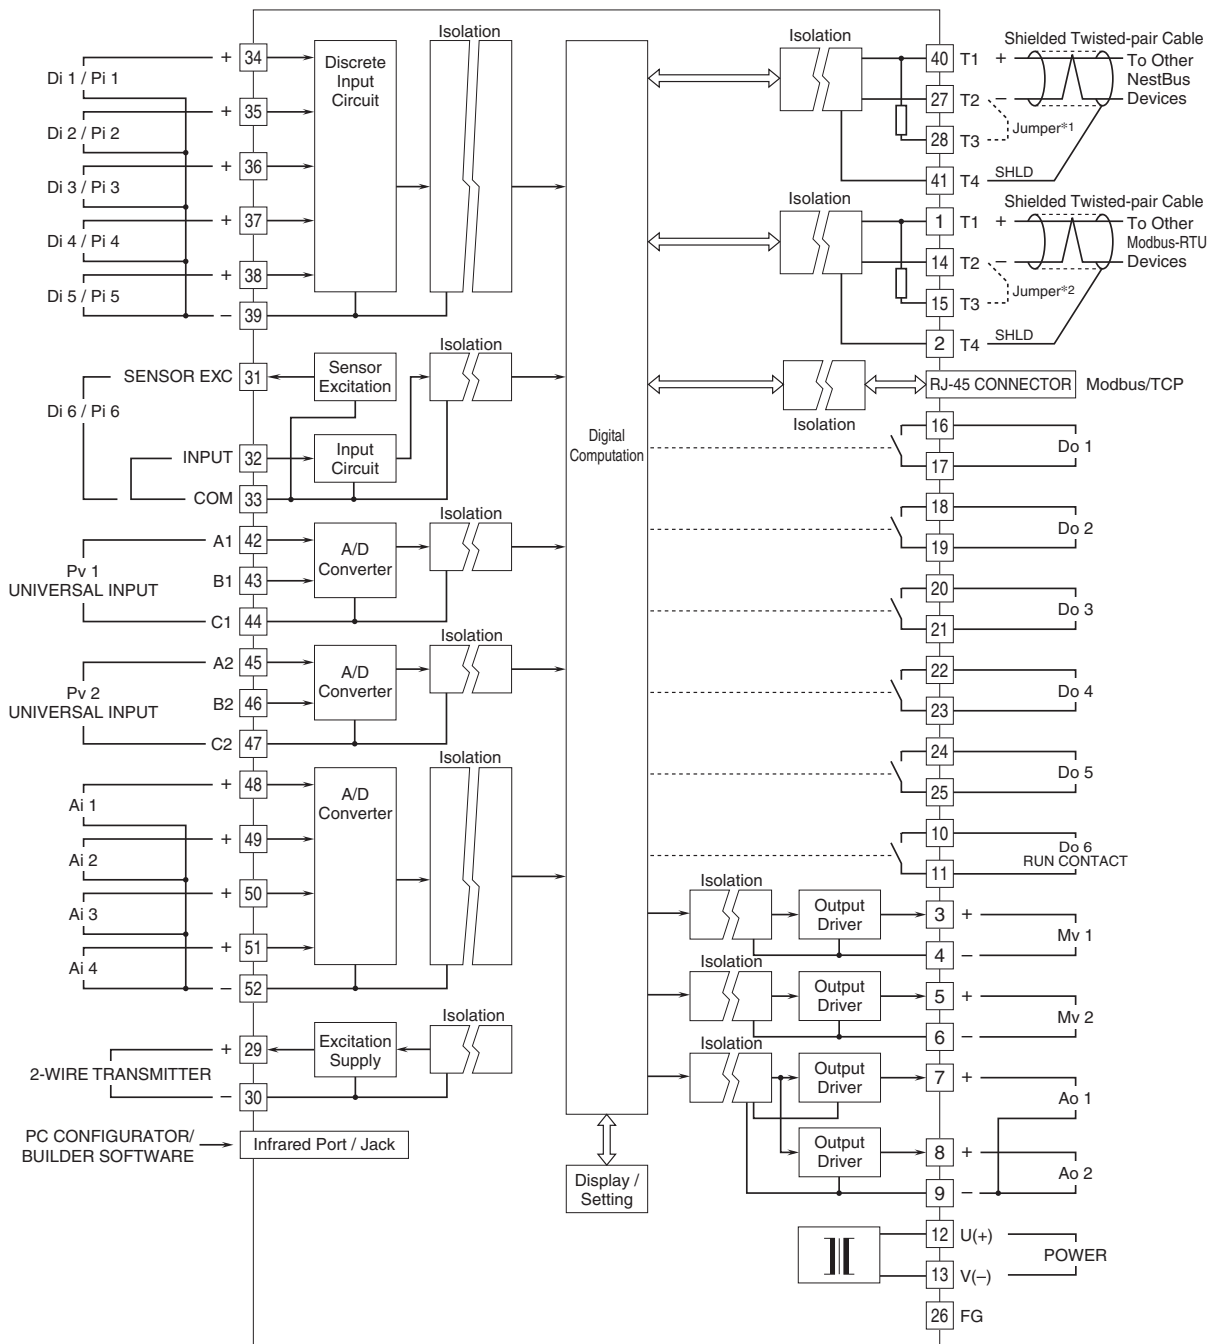 Isolation
34
+
Di 1 / Pi 1
Discrete
Input
Circuit
35
+
Di 2 / Pi 2
36
+
Di 3 / Pi 3
37
+
Di 4 / Pi 4
38
+
Di 5 / Pi 5
39
–
SENSOR EXC
31
Sensor
Excitation
Isolation
Di 6 / Pi 6
INPUT
32
Input
Circuit
COM
33
Isolation
A1
42
A/D
Converter
Pv 1
UNIVERSAL INPUT
B1
43
C1
44
Isolation
A2
45
A/D
Converter
Pv 2
UNIVERSAL INPUT
B2
46
C2
47
Isolation
+
48
A/D
Converter
Ai 1
+
49
Ai 2
+
50
Ai 3
+
51
Ai 4
–
52
Isolation
+
29
Excitation
Supply
2-WIRE TRANSMITTER
–
30
PC CONFIGURATOR/
BUILDER SOFTWARE
Infrared Port / Jack
Digital
Computation
Display /
Setting
Isolation
Shielded Twisted-pair Cable
40
T1
+
To Other
NestBus
Devices
27
T2
–
Jumper*1
28
T3
41
T4
SHLD
Isolation
Shielded Twisted-pair Cable
1
T1
+
To Other
Modbus-RTU
Devices
14
T2
–
Jumper*2
15
T3
2
T4
SHLD
RJ-45 CONNECTOR
Modbus/TCP
Isolation
16
Do 1
17
18
Do 2
19
20
Do 3
21
22
Do 4
23
24
Do 5
25
10
Do 6
RUN CONTACT
11
Isolation
Output
Driver
3
+
Mv 1
4
–
Isolation
Output
Driver
5
+
Mv 2
6
–
Isolation
Output
Driver
7
+
Ao 1
Output
Driver
8
+
Ao 2
9
–
12
U(+)
POWER
13
V(–)
26
FG